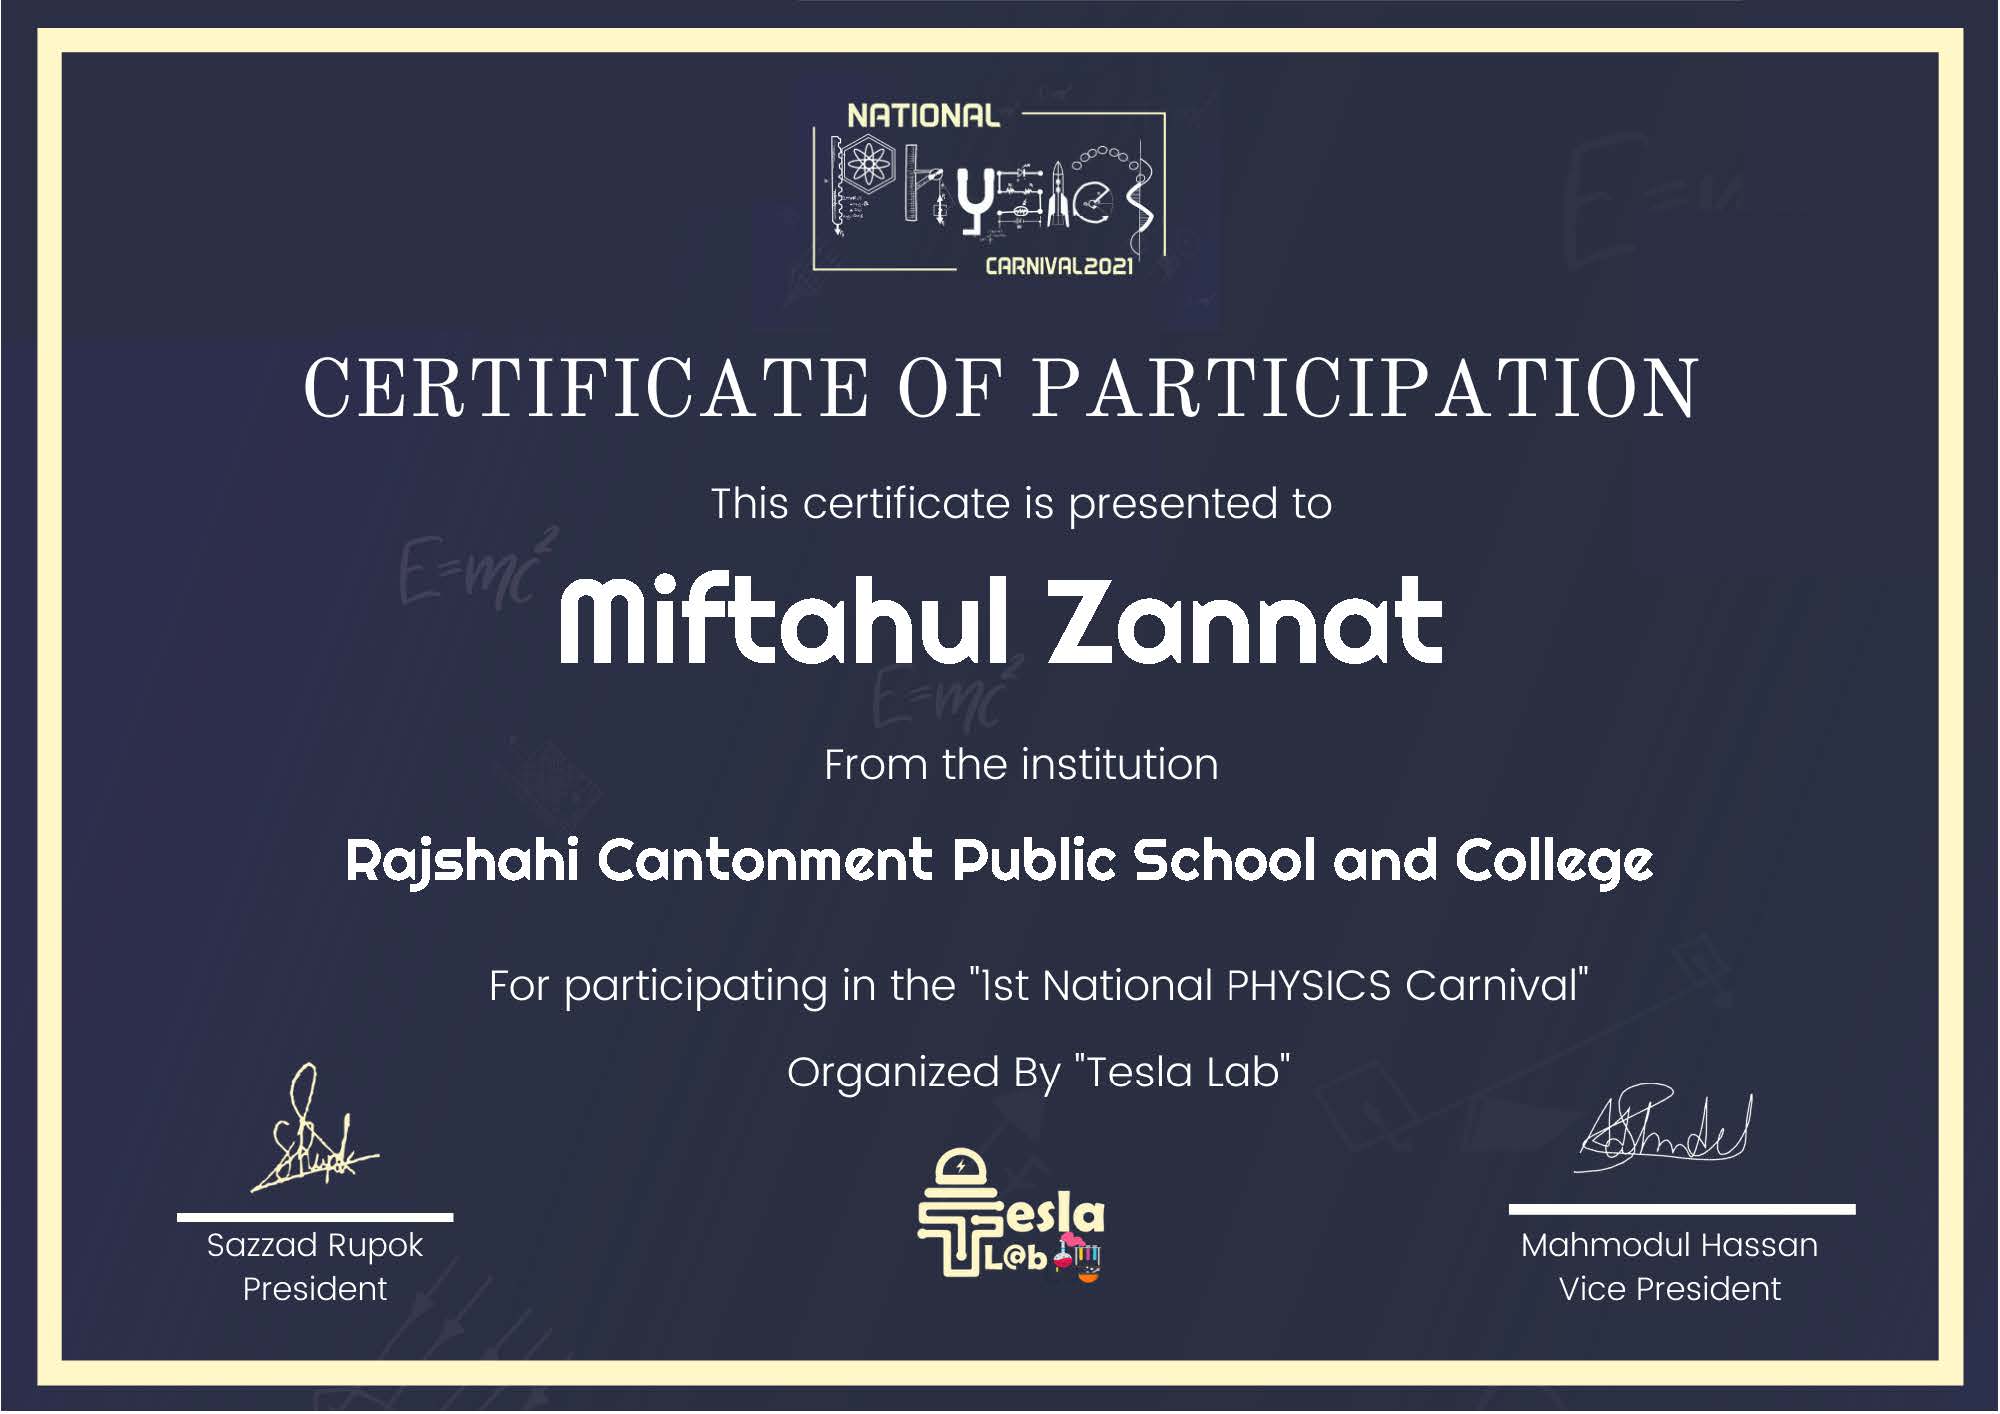 NATIONAL
Physics
CARNIVAL2021
CERTIFICATE OF PARTICIPATION
This certificate is presented to
E=mc²
Miftahul Zannat
E=mc²
From the institution
Rajshahi Cantonment Public School and College
For participating in the "1st National PHYSICS Carnival"
Organized By "Tesla Lab"
Tesla
L@b
Sazzad Rupok
President
Mahmodul Hassan
Vice President